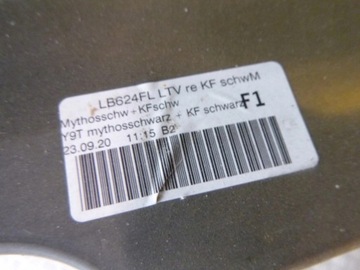 LB624FL LTV re KF schwM
Mythosschw+KFschw
Y9T mythosschwarz + KF schwarz F1
23.09.20 11:15 B2